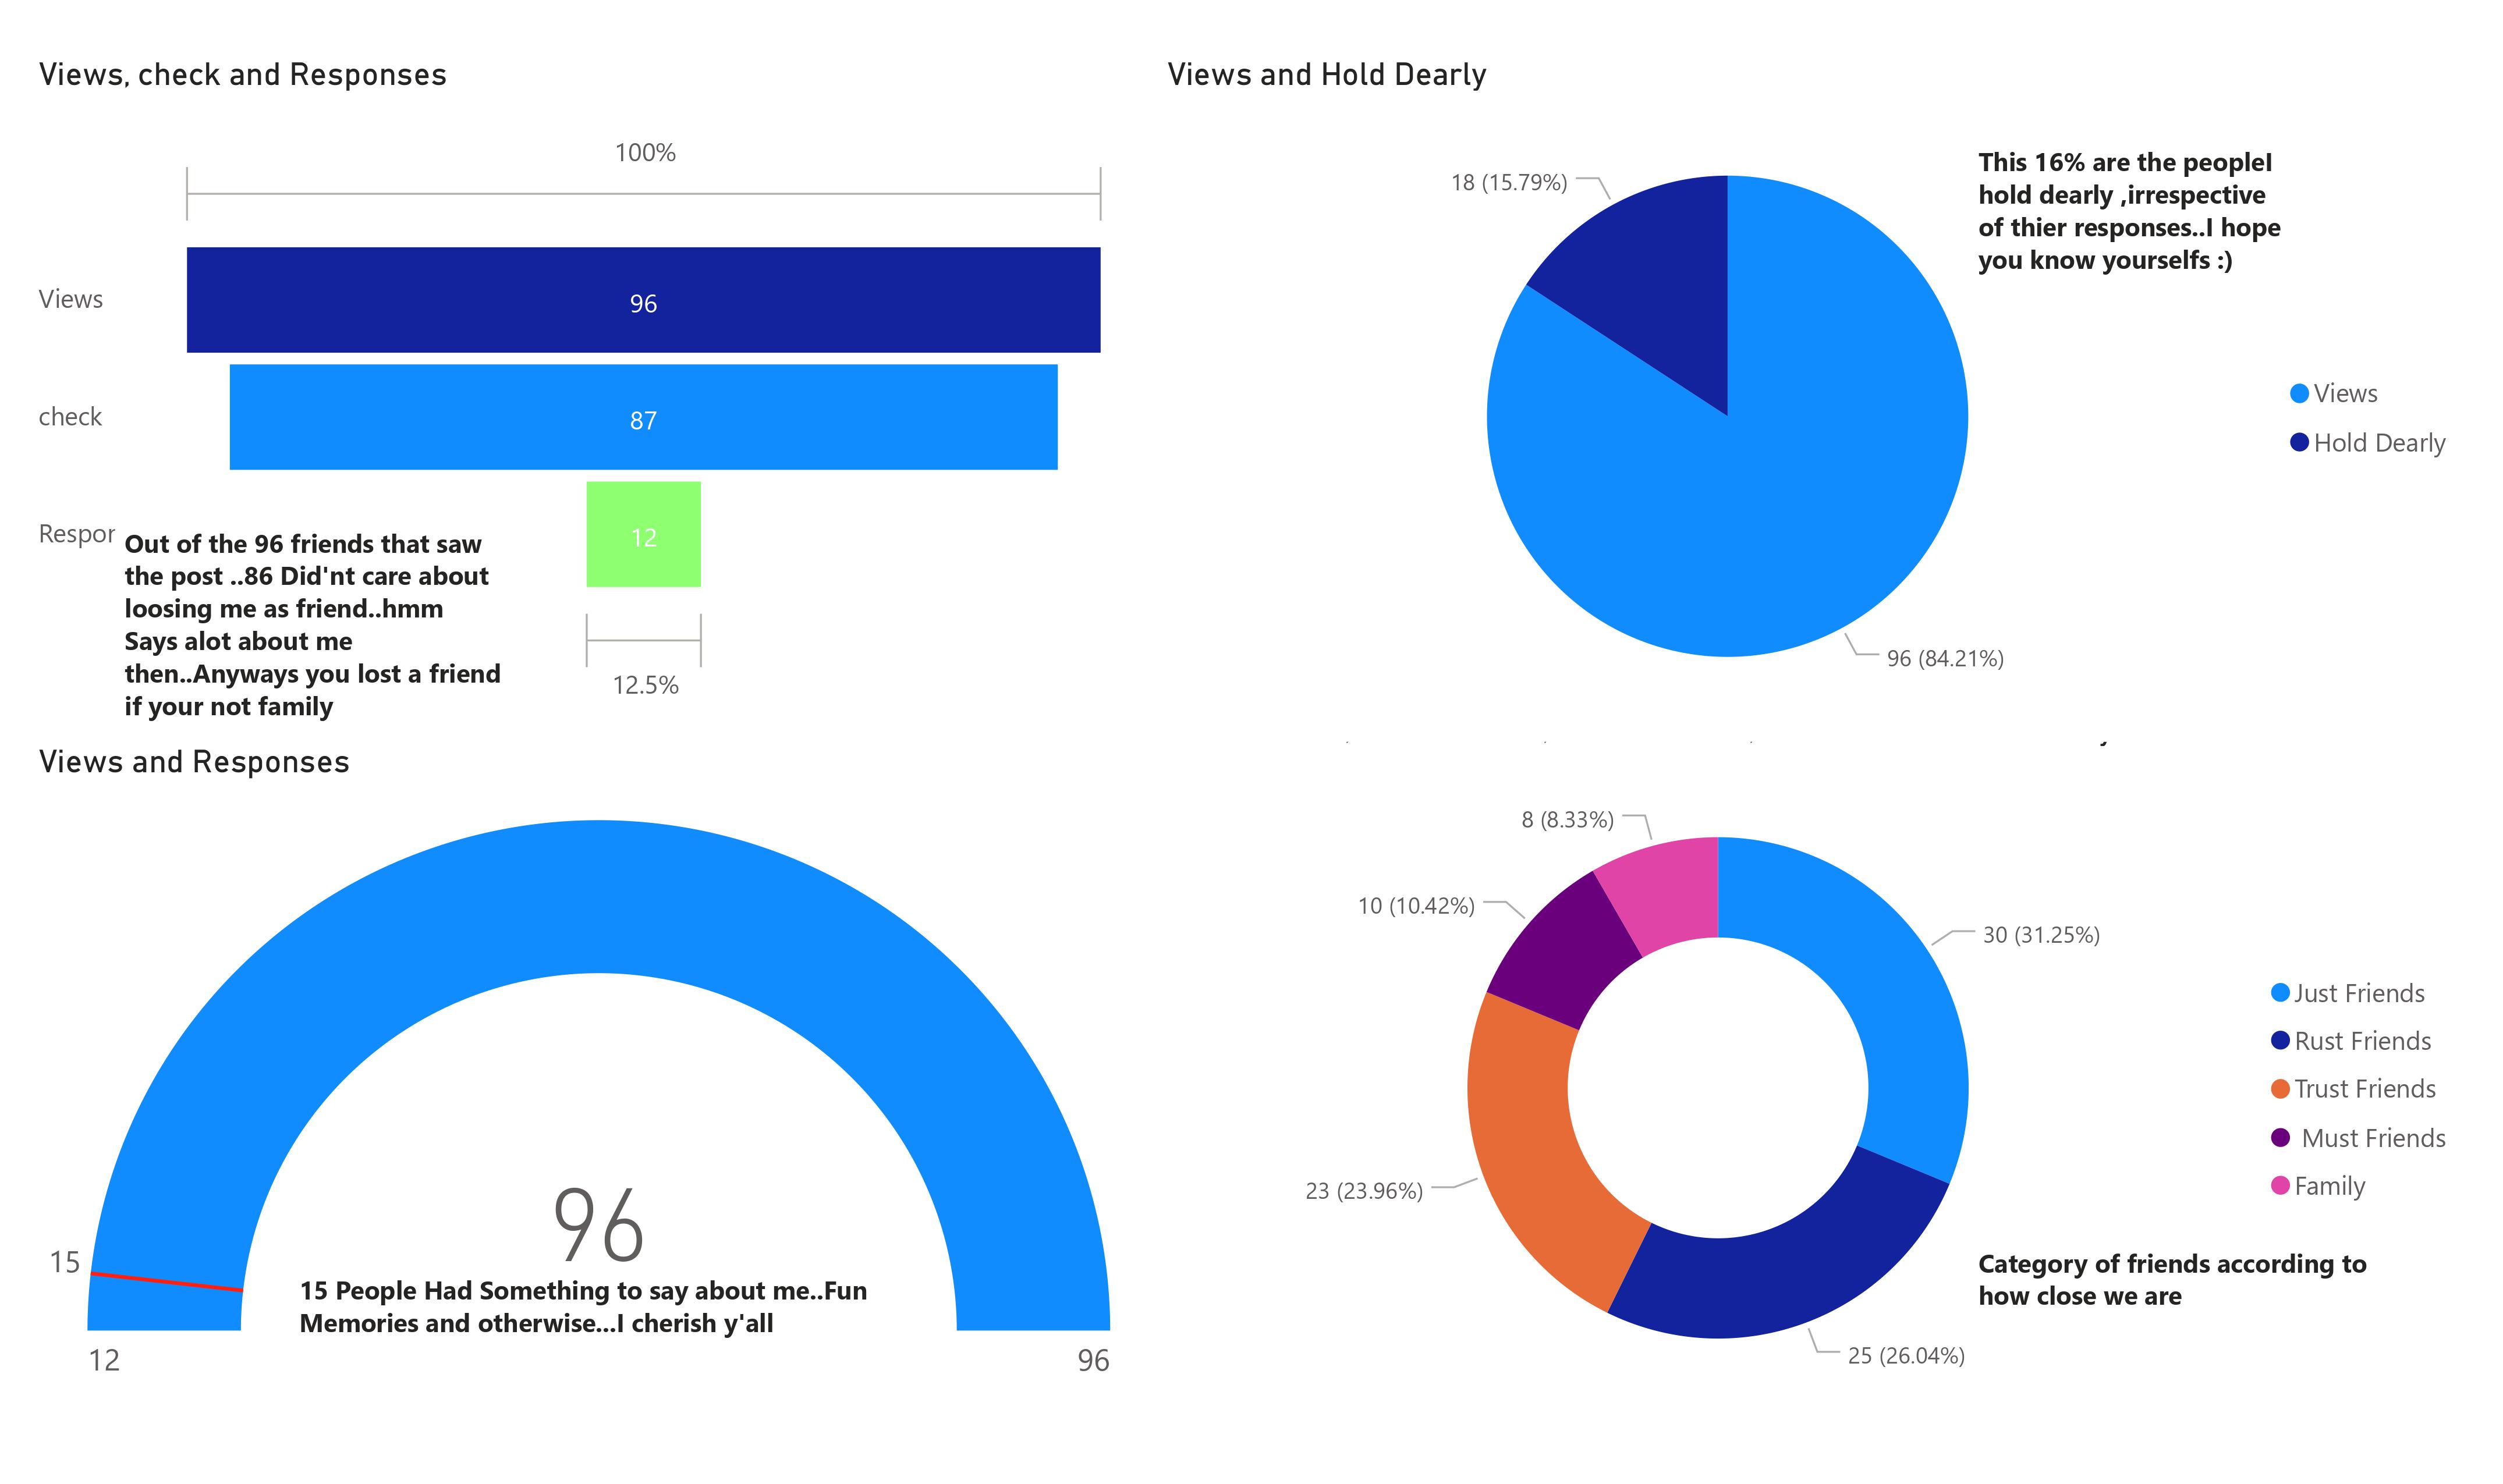 Views, check and Responses
100%
Views
96
check
87
Respor
12
12.5%
Out of the 96 friends that saw
the post ..86 Did'nt care about
loosing me as friend..hmm
Says alot about me
then..Anyways you lost a friend
if your not family
Views and Hold Dearly
18 (15.79%)
96 (84.21%)
This 16% are the peopleI
hold dearly ,irrespective
of thier responses..I hope
you know yourselfs :)
Views
Hold Dearly
Views and Responses
15
12
96
96
15 People Had Something to say about me..Fun
Memories and otherwise...I cherish y'all
8 (8.33%)
10 (10.42%)
30 (31.25%)
23 (23.96%)
25 (26.04%)
Just Friends
Rust Friends
Trust Friends
Must Friends
Family
Category of friends according to
how close we are